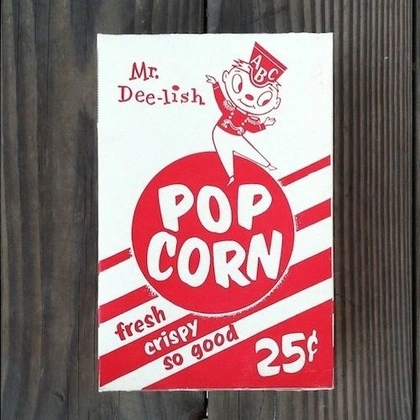 ABC
Mr.
Dee-lish
POP
CORN
fresh
crispy
so good
25¢